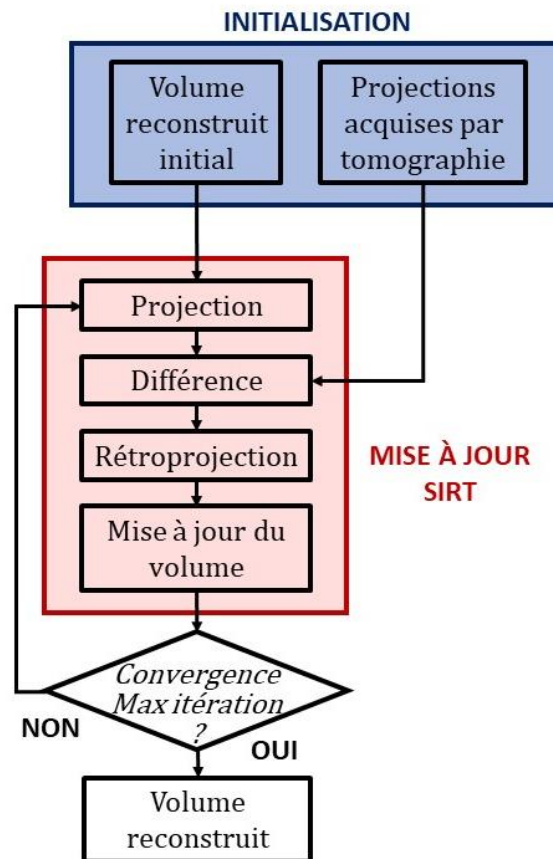 INITIALISATION
Volume
reconstruit
initial
Projections
acquises par
tomographie
Projection
Différence
Rétroprojection
Mise à jour du
volume
MISE À JOUR
SIRT
Convergence
Max itération
?
NON
OUI
Volume
reconstruit